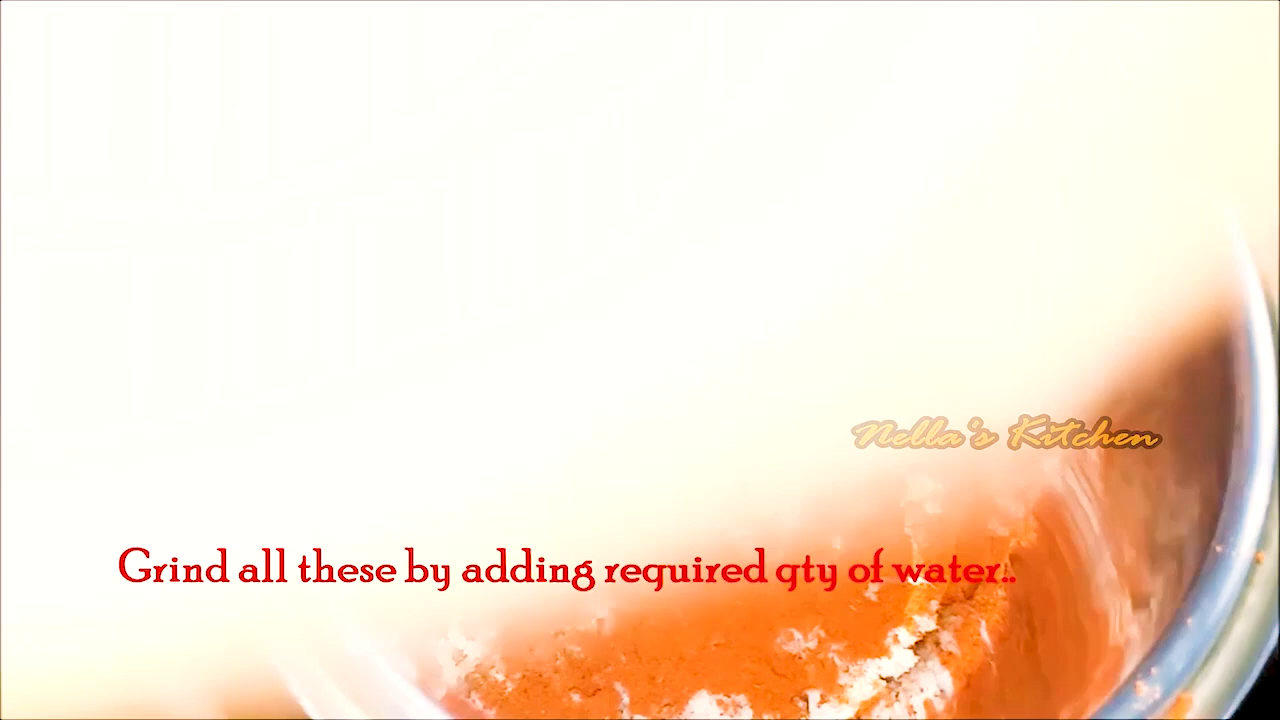 Nella's Kitchen
Grind all these by adding required qty of water..